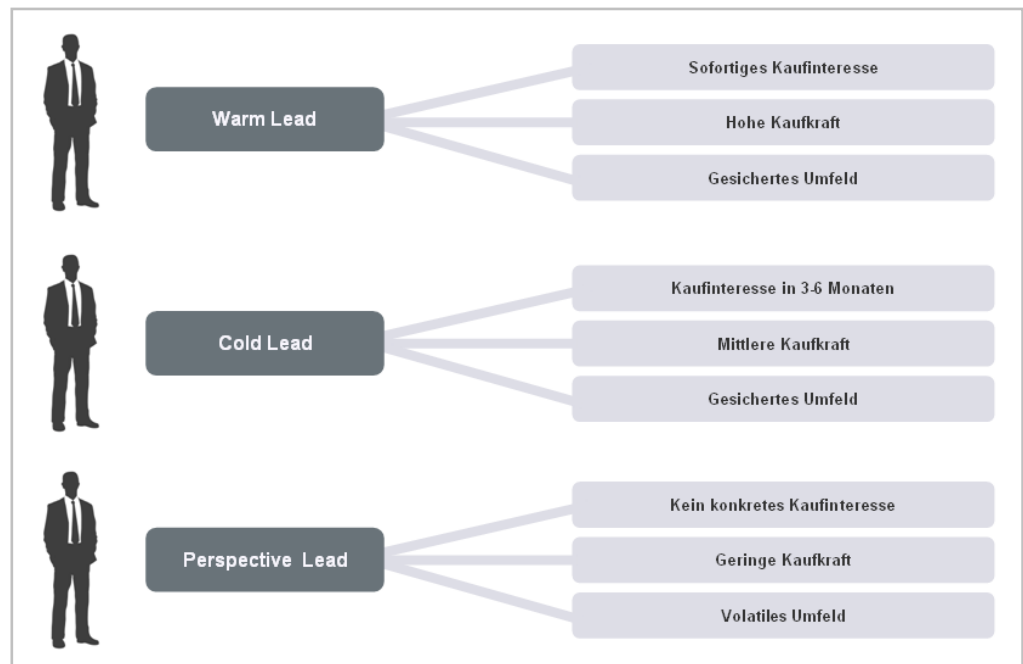 Warm Lead
Sofortiges Kaufinteresse
Hohe Kaufkraft
Gesichertes Umfeld
Cold Lead
Kaufinteresse in 3-6 Monaten
Mittlere Kaufkraft
Gesichertes Umfeld
Perspective Lead
Kein konkretes Kaufinteresse
Geringe Kaufkraft
Volatiles Umfeld